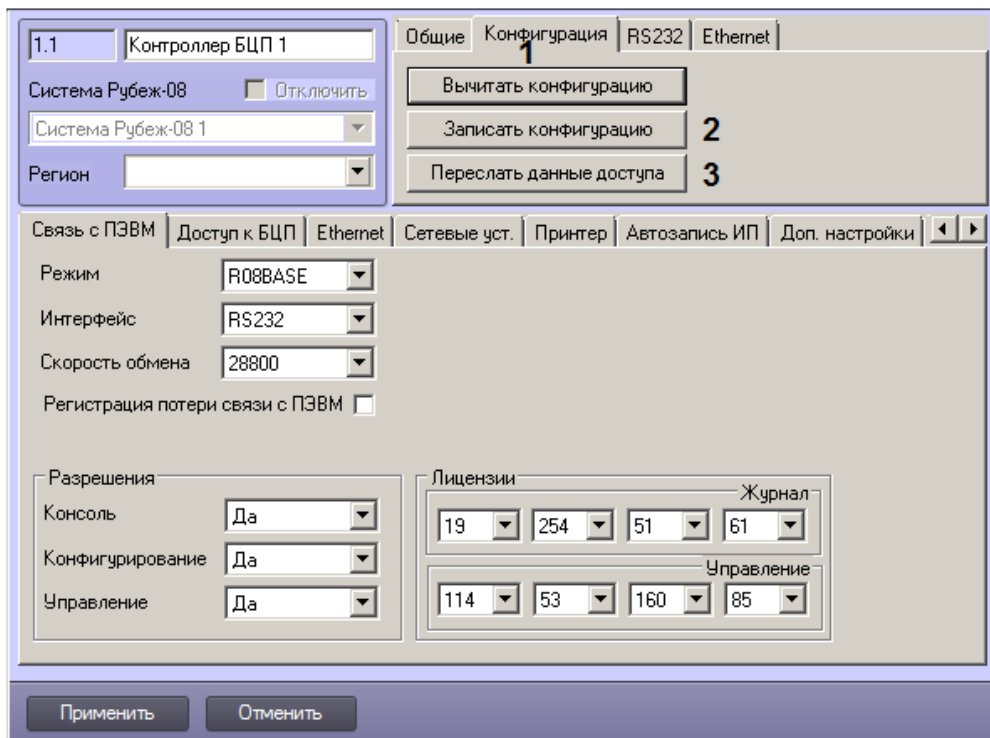 1.1 Контроллер БЦП 1
Система Рубеж-08 Отключить
Система Рубеж-08 1
Регион
Общие Конфигурация RS232 Ethernet
1
Вычитать конфигурацию
Записать конфигурацию 2
Переслать данные доступа 3
Связь с ПЭВМ Доступ к БЦП Ethernet Сетевые уст. Принтер Автозапись ИП Доп. настройки
Режим R08BASE
Интерфейс RS232
Скорость обмена 28800
Регистрация потери связи с ПЭВМ
Разрешения
Консоль Да
Конфигурирование Да
Управление Да
Лицензии
Журнал
19 254 51 61
Управление
114 53 160 85
Применить Отменить